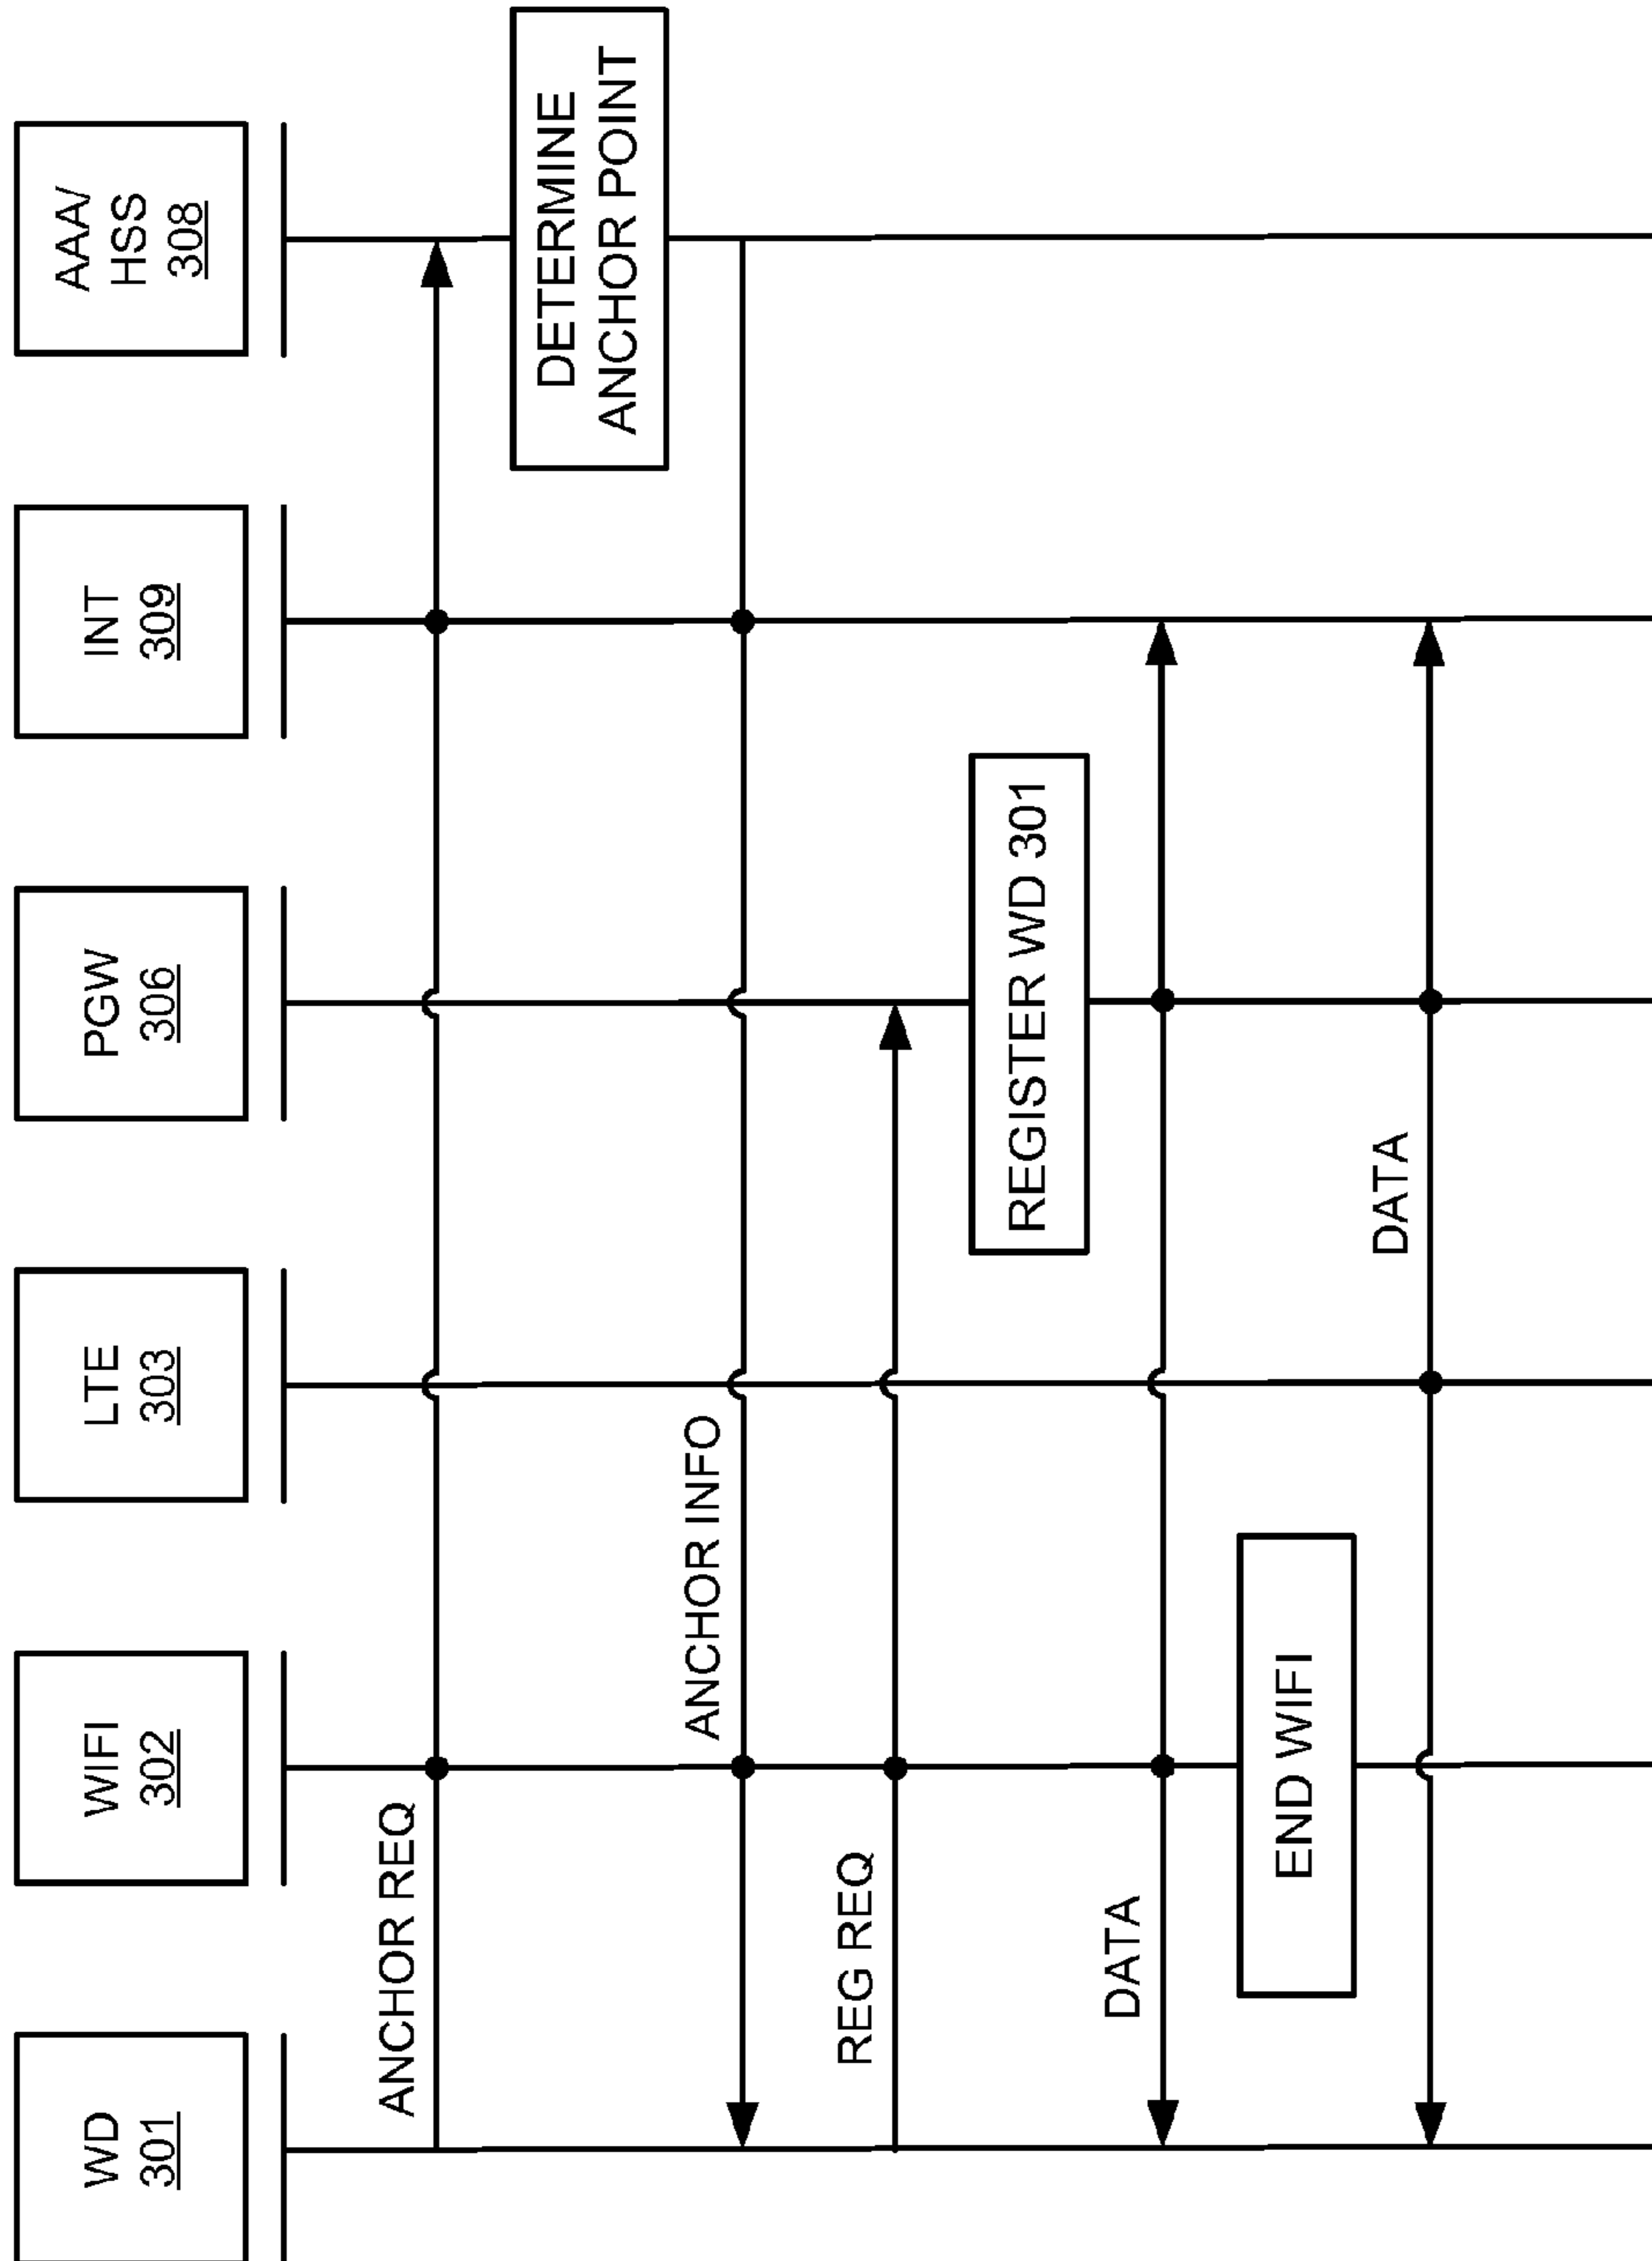 WD
301
WIFI
302
LTE
303
PGW
306
INT
309
AAA/
HSS
308
ANCHOR REQ
DETERMINE
ANCHOR POINT
ANCHOR INFO
REG REQ
REGISTER WD 301
DATA
END WIFI
DATA